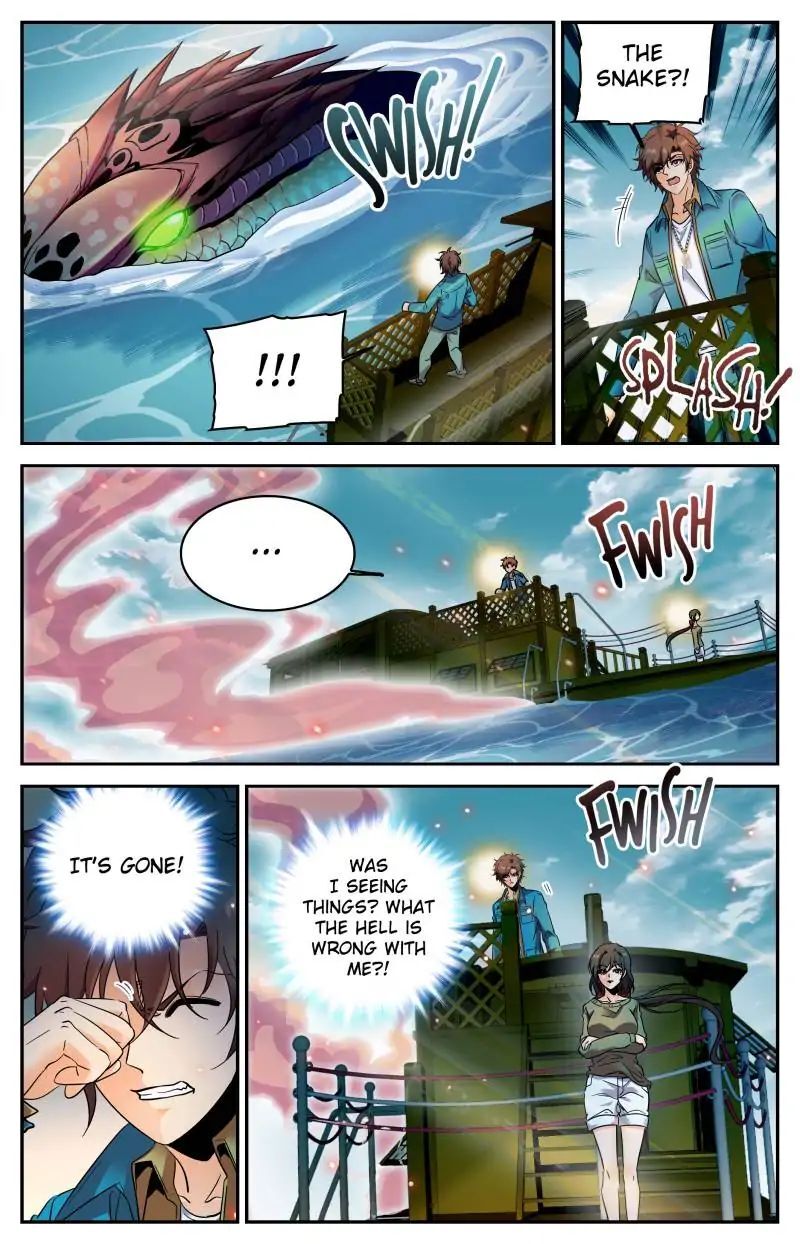 SWISH!
!!!
THE
SNAKE?!
SPLASH!
...
FWISH
IT'S GONE!
WAS
I SEEING
THINGS? WHAT
THE HELL IS
WRONG WITH
ME?!
FWISH